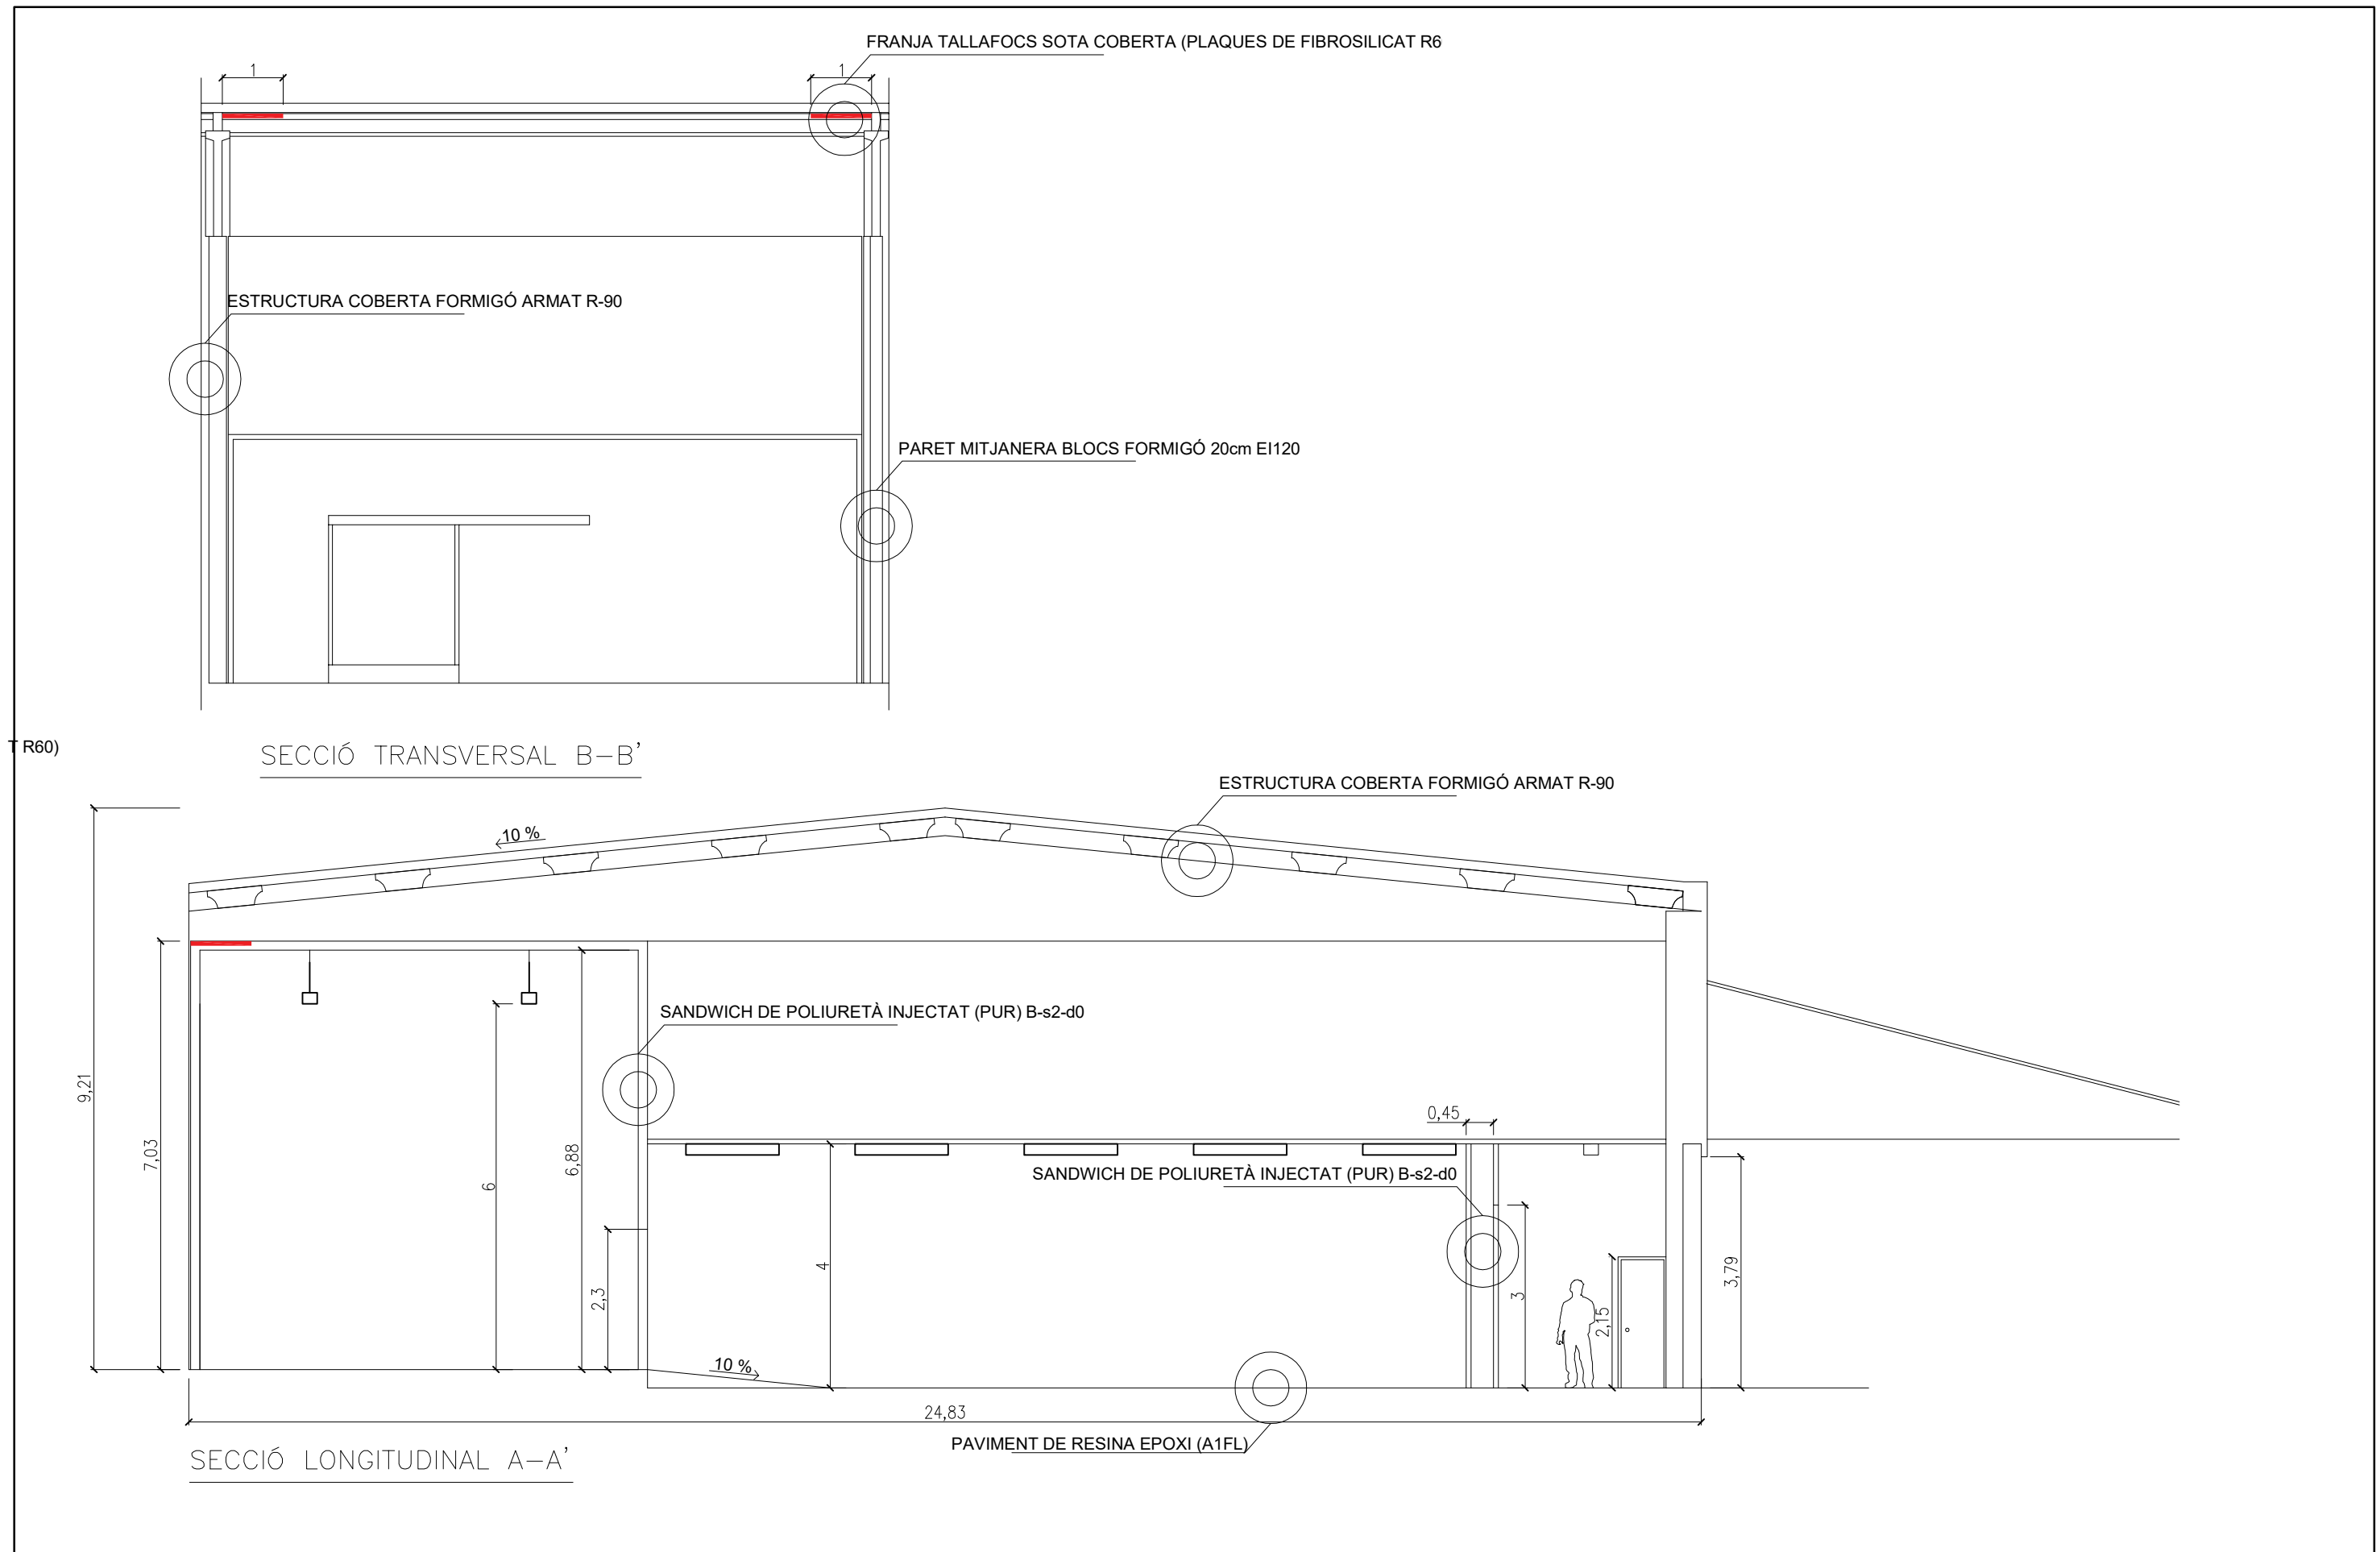 FRANJA TALLAFOCS SOTA COBERTA (PLAQUES DE FIBROSILICAT R6
1
1
ESTRUCTURA COBERTA FORMIGÓ ARMAT R-90
PARET MITJANERA BLOCS FORMIGÓ 20cm EI120
T R60)
SECCIÓ TRANSVERSAL B-B'
ESTRUCTURA COBERTA FORMIGÓ ARMAT R-90
10 %
SANDWICH DE POLIURETÀ INJECTAT (PUR) B-s2-d0
9,21
7,03
6
6,88
2,3
0,45
SANDWICH DE POLIURETÀ INJECTAT (PUR) B-s2-d0
4
3
2,15
3,79
10 %
24,83
PAVIMENT DE RESINA EPOXI (A1FL)
SECCIÓ LONGITUDINAL A-A'